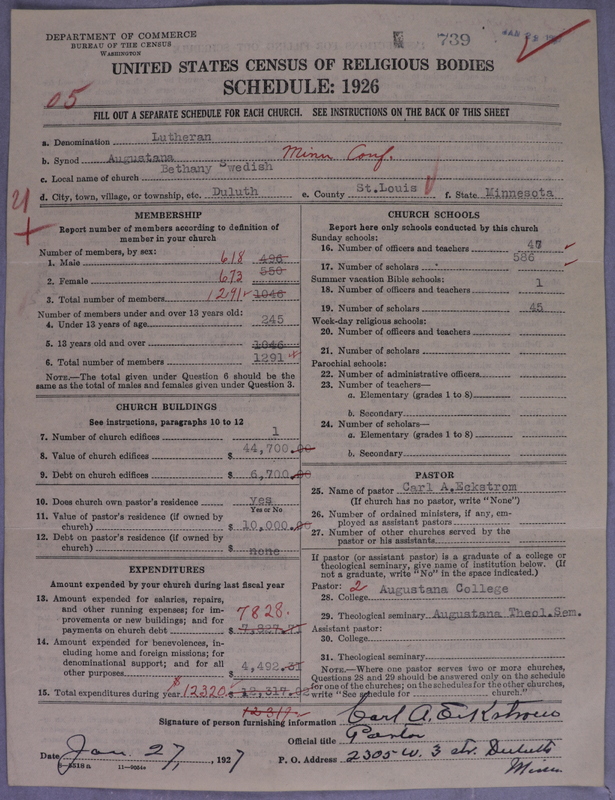 DEPARTMENT OF COMMERCE
BUREAU OF THE CENSUS
WASHINGTON
739
UNITED STATES CENSUS OF RELIGIOUS BODIES
SCHEDULE: 1926
05
FILL OUT A SEPARATE SCHEDULE FOR EACH CHURCH. SEE INSTRUCTIONS ON THE BACK OF THIS SHEET
a. Denomination Lutheran
b. Synod Augustana Minn Conf.
c. Local name of church Bethany Swedish
d. City, town, village, or township, etc. Duluth e. County St.Louis f. State Minnesota
MEMBERSHIP
Report number of members according to definition of
member in your church
Number of members, by sex:
1. Male 618 496
2. Female 673 550
3. Total number of members 1291 1046
Number of members under and over 13 years old:
4. Under 13 years of age 245
5. 13 years old and over 1046
6. Total number of members 1291
NOTE.—The total given under Question 6 should be the
same as the total of males and females given under Question 3.
CHURCH BUILDINGS
See instructions, paragraphs 10 to 12
7. Number of church edifices 1
8. Value of church edifices $ 44,700.00
9. Debt on church edifices $ 6,700.00
10. Does church own pastor's residence yes
Yes or No
11. Value of pastor's residence (if owned by
church) $ 10,000.00
12. Debt on pastor's residence (if owned by
church) $ none
EXPENDITURES
Amount expended by your church during last fiscal year
13. Amount expended for salaries, repairs,
and other running expenses; for im-
provements or new buildings; and for
payments on church debt $ 7828. 7,827.71
14. Amount expended for benevolences, in-
cluding home and foreign missions; for
denominational support; and for all
other purposes $ 4,492.31
15. Total expenditures during year $12320 $ 12,317.92
12317
CHURCH SCHOOLS
Report here only schools conducted by this church
Sunday schools:
16. Number of officers and teachers 47
17. Number of scholars 586
Summer vacation Bible schools:
18. Number of officers and teachers 1
19. Number of scholars 45
Week-day religious schools:
20. Number of officers and teachers
21. Number of scholars
Parochial schools:
22. Number of administrative officers
23. Number of teachers—
a. Elementary (grades 1 to 8)
b. Secondary
24. Number of scholars—
a. Elementary (grades 1 to 8)
b. Secondary
PASTOR
25. Name of pastor Carl A.Eckstrom
(If church has no pastor, write "None")
26. Number of ordained ministers, if any, em-
ployed as assistant pastors
27. Number of other churches served by the
pastor or his assistants
If pastor (or assistant pastor) is a graduate of a college or
theological seminary, give name of institution below. (If
not a graduate, write "No" in the space indicated.)
Pastor: 2
28. College Augustana College
29. Theological seminary Augustana Theol.Sem.
Assistant pastor:
30. College
31. Theological seminary
NOTE.—Where one pastor serves two or more churches,
Questions 28 and 29 should be answered only on the schedule
for one of the churches; on the schedules for the other churches,
write "See schedule for church.")
Signature of person furnishing information Carl A. Eckstrom
Official title Pastor
Date Jan. 27, 1927 P. O. Address 2305 W. 3 str. Duluth
Minn
8-5518a 11-9054a